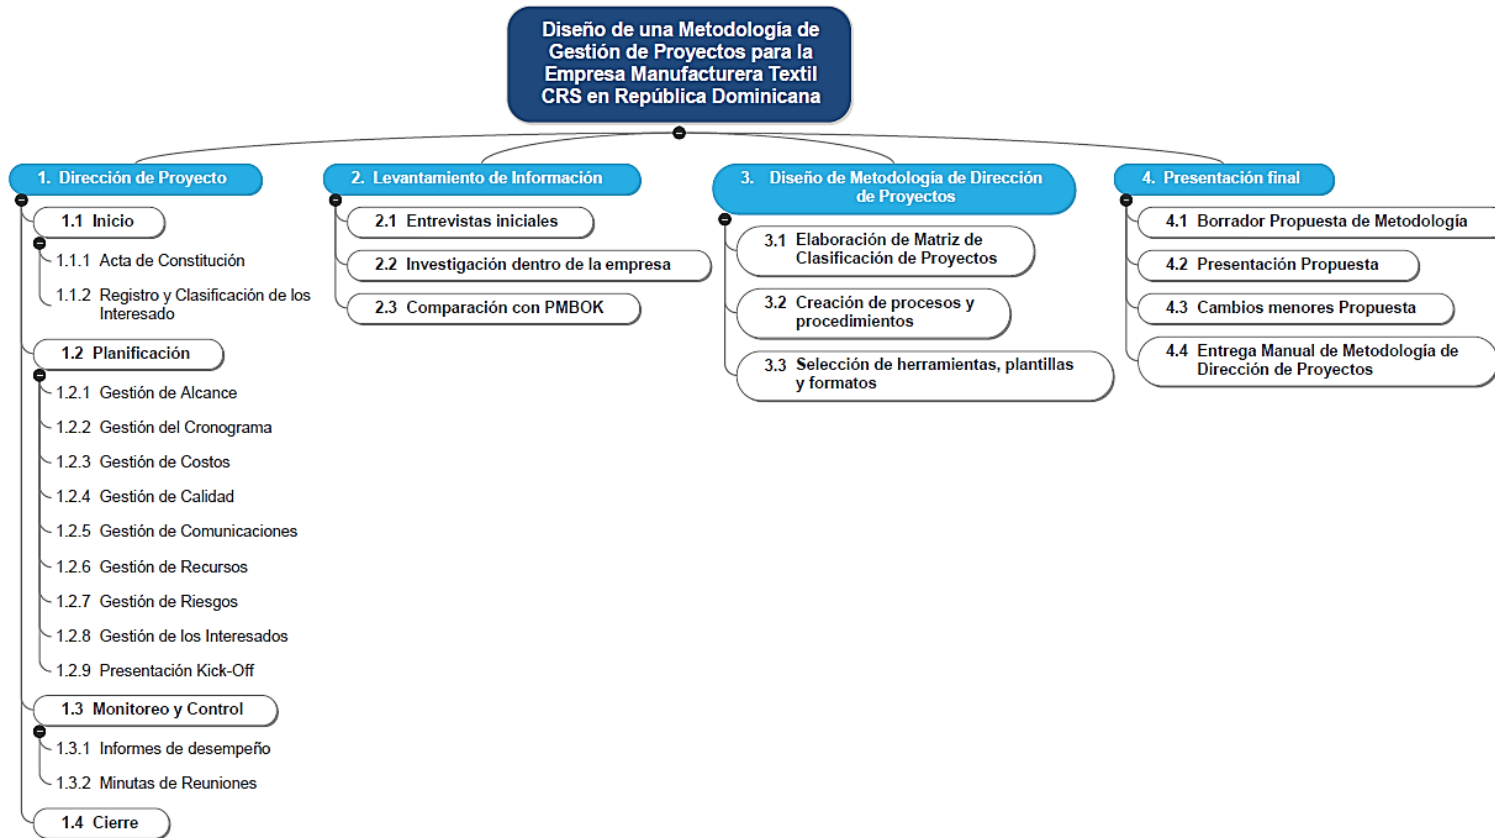 Diseño de una Metodología de
Gestión de Proyectos para la
Empresa Manufacturera Textil
CRS en República Dominicana
1. Dirección de Proyecto
1.1 Inicio
1.1.1 Acta de Constitución
1.1.2 Registro y Clasificación de los
Interesado
1.2 Planificación
1.2.1 Gestión de Alcance
1.2.2 Gestión del Cronograma
1.2.3 Gestión de Costos
1.2.4 Gestión de Calidad
1.2.5 Gestión de Comunicaciones
1.2.6 Gestión de Recursos
1.2.7 Gestión de Riesgos
1.2.8 Gestión de los Interesados
1.2.9 Presentación Kick-Off
1.3 Monitoreo y Control
1.3.1 Informes de desempeño
1.3.2 Minutas de Reuniones
1.4 Cierre
2. Levantamiento de Información
2.1 Entrevistas iniciales
2.2 Investigación dentro de la empresa
2.3 Comparación con PMBOK
3. Diseño de Metodología de Dirección
de Proyectos
3.1 Elaboración de Matriz de
Clasificación de Proyectos
3.2 Creación de procesos y
procedimientos
3.3 Selección de herramientas, plantillas
y formatos
4. Presentación final
4.1 Borrador Propuesta de Metodología
4.2 Presentación Propuesta
4.3 Cambios menores Propuesta
4.4 Entrega Manual de Metodología de
Dirección de Proyectos